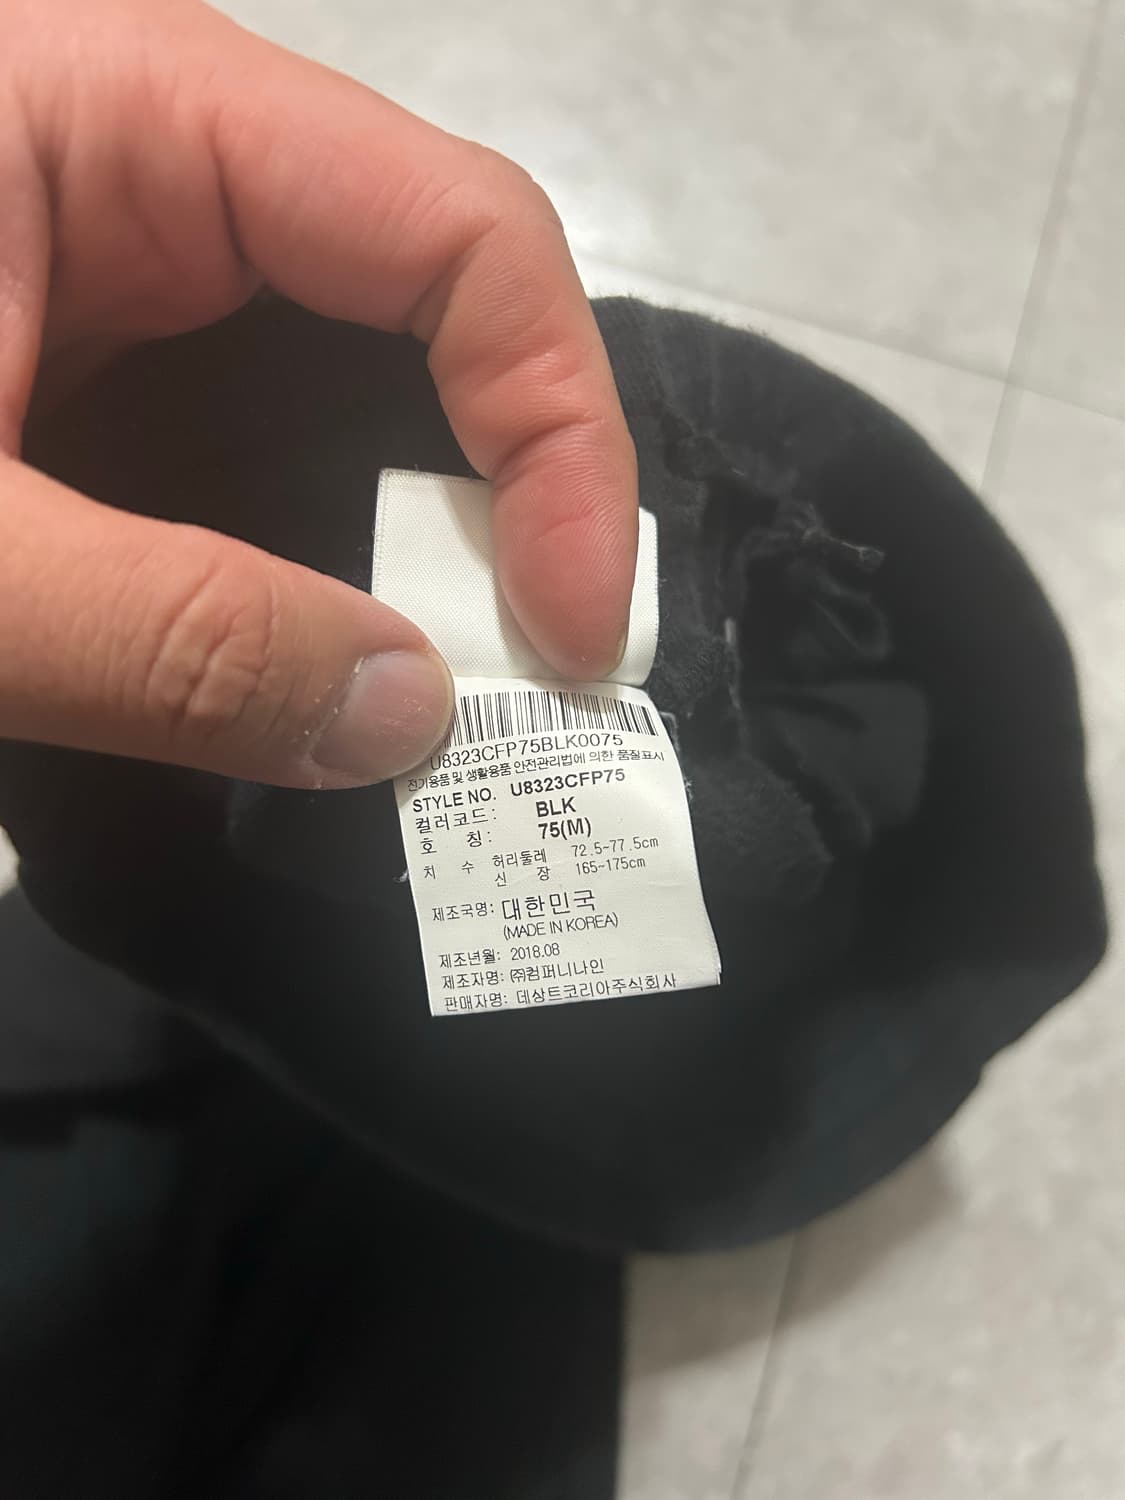 U8323CFP75BLK0075
전기용품 및 생활용품 안전관리법에 의한 품질표시
STYLE NO. U8323CFP75
컬러코드: BLK
호 칭: 75(M)
치 수 허리둘레 72.5~77.5cm
신 장 165~175cm
제조국명: 대한민국
(MADE IN KOREA)
제조년월: 2018.08
제조자명: ㈜컴퍼니나인
판매자명: 데상트코리아주식회사